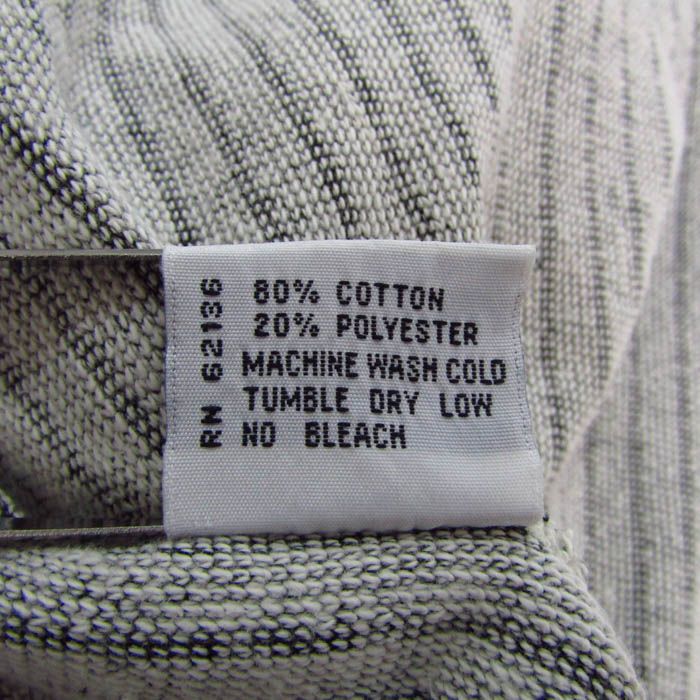 RN 62136
80% COTTON
20% POLYESTER
MACHINE WASH COLD
TUMBLE DRY LOW
NO BLEACH